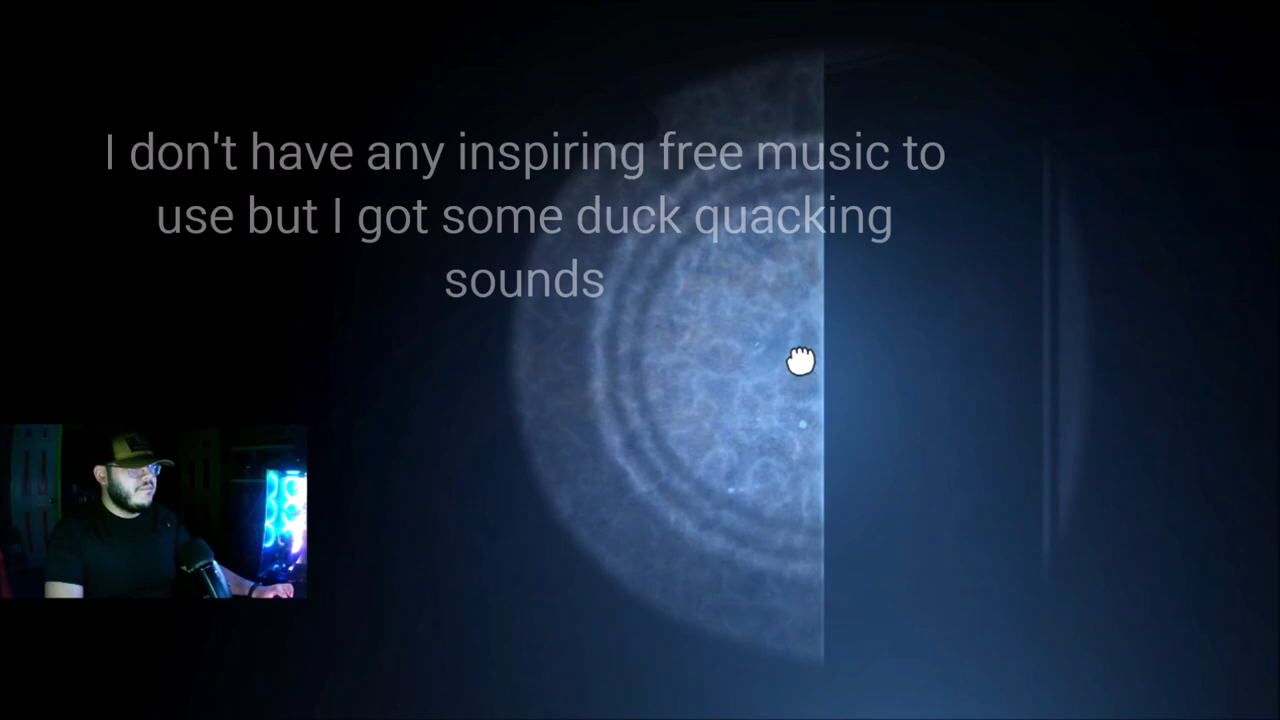 I don't have any inspiring free music to
use but I got some duck quacking
sounds